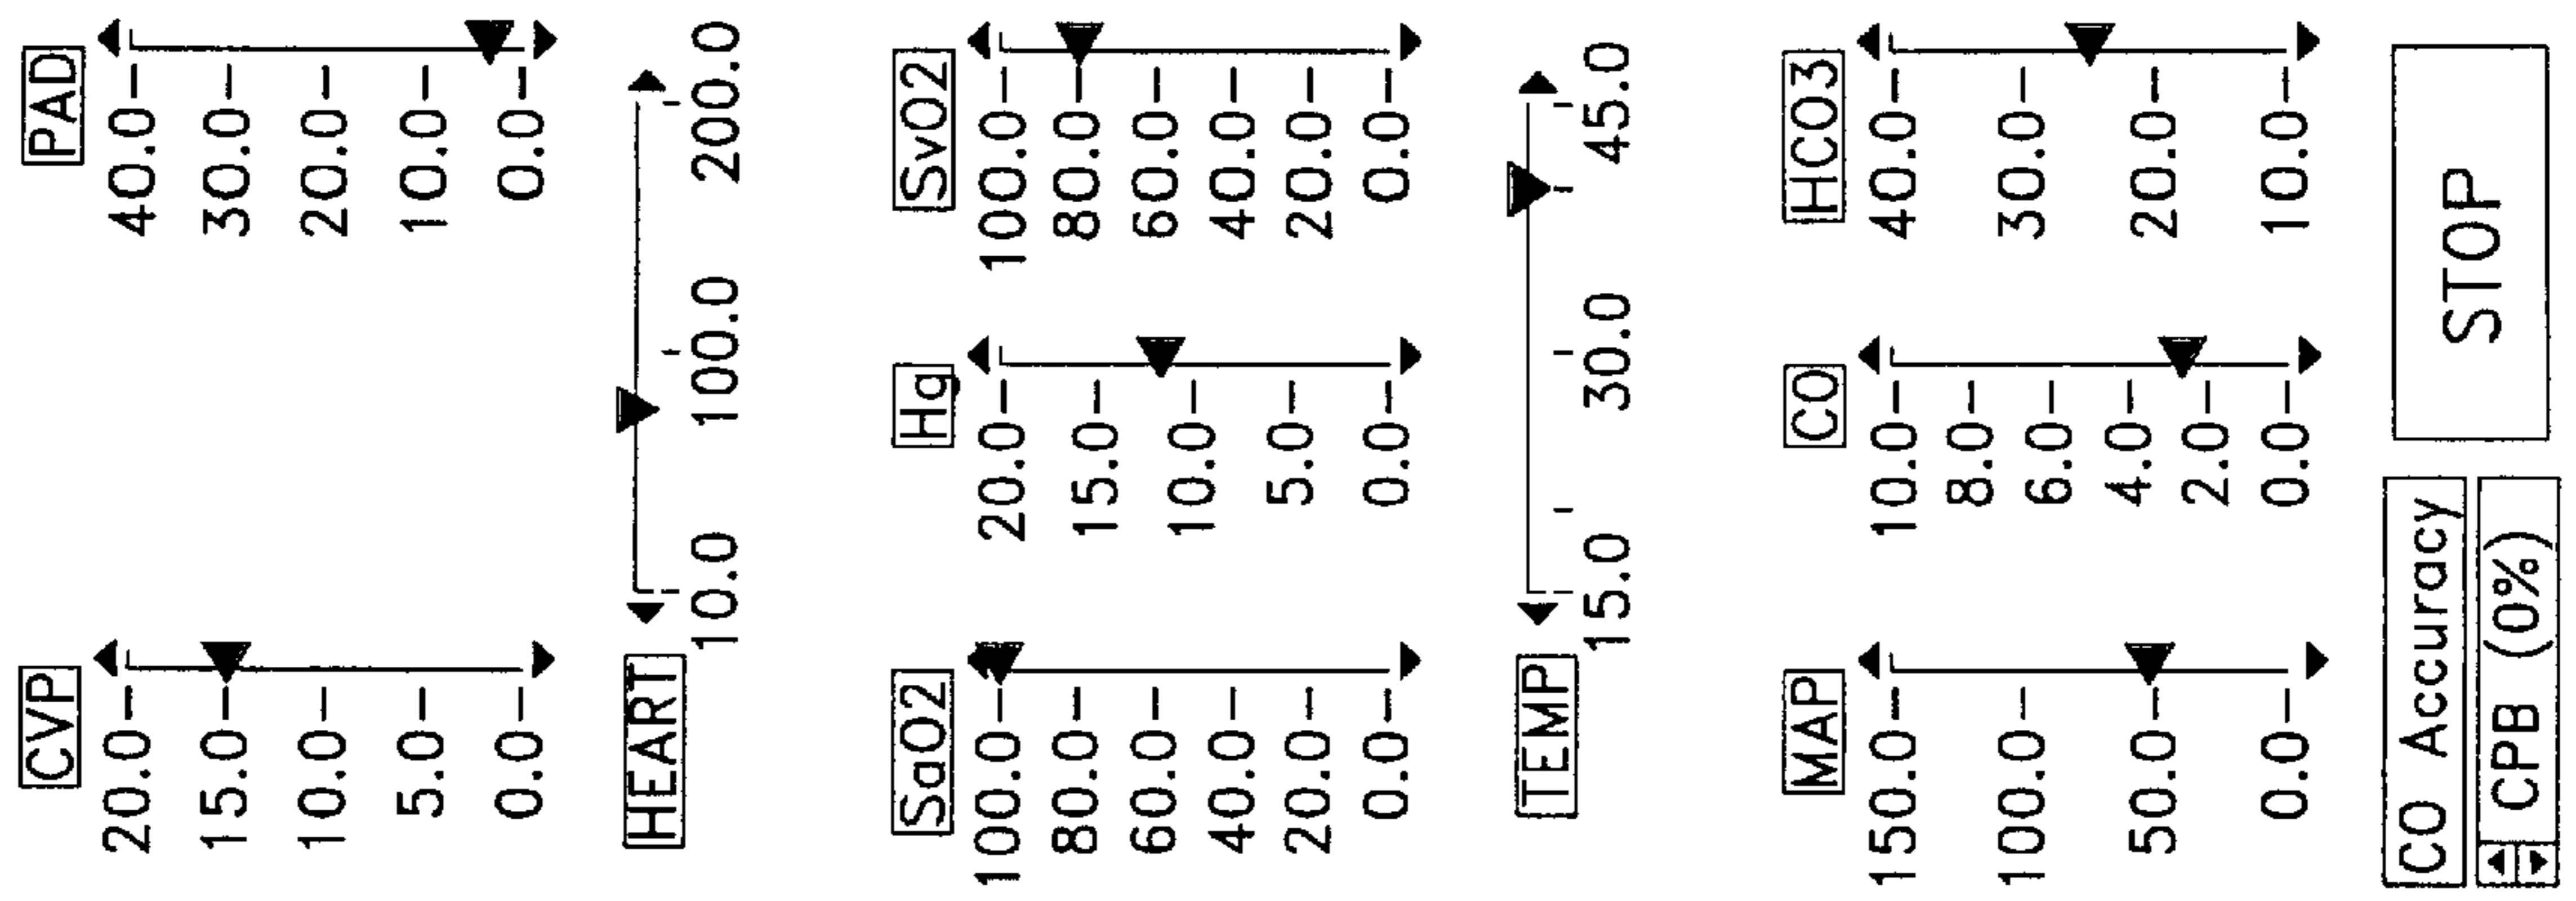 CVP PAD
20.0 40.0
15.0 30.0
10.0 20.0
5.0 10.0
0.0 0.0
HEART
10.0 100.0 200.0
SaO2 Hg SvO2
100.0 20.0 100.0
80.0 15.0 80.0
60.0 10.0 60.0
40.0 5.0 40.0
20.0 0.0 20.0
0.0 0.0
TEMP
15.0 30.0 45.0
MAP CO HCO3
150.0 10.0 40.0
100.0 8.0 30.0
50.0 6.0 20.0
0.0 4.0 10.0
2.0
0.0
CO Accuracy
CPB (0%)
STOP